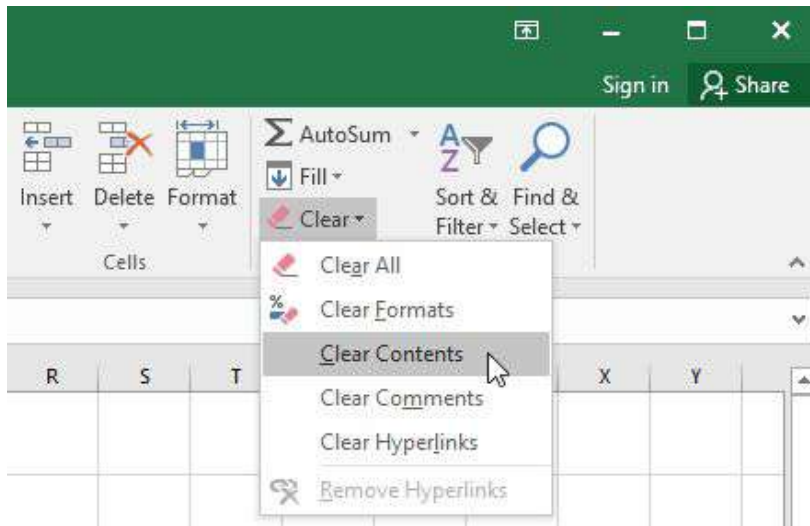 Sign in Share
AutoSum
Fill
Clear
Insert Delete Format
Sort & Filter
Find & Select
Cells
Clear All
Clear Formats
Clear Contents
Clear Comments
Clear Hyperlinks
Remove Hyperlinks
R S T X Y